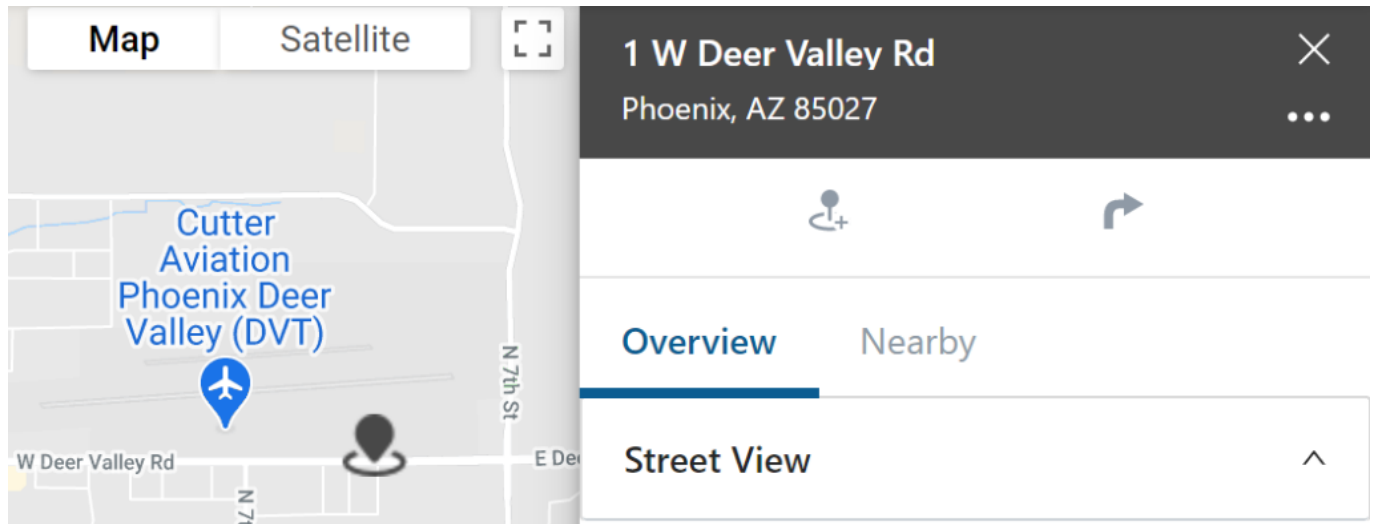 Map
Satellite
1 W Deer Valley Rd
Phoenix, AZ 85027
Cutter
Aviation
Phoenix Deer
Valley (DVT)
N 7th St
W Deer Valley Rd
E Dee
N 7t
Overview
Nearby
Street View